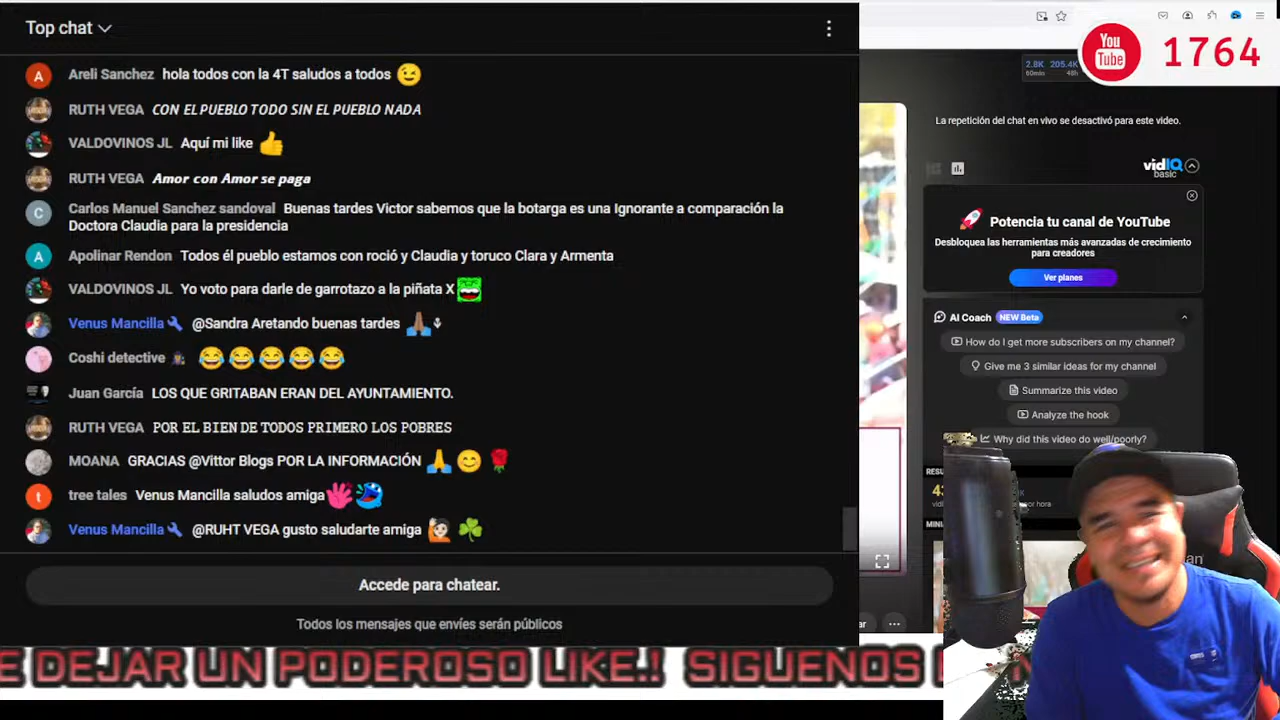 Top chat
Areli Sanchez hola todos con la 4T saludos a todos 😉
RUTH VEGA CON EL PUEBLO TODO SIN EL PUEBLO NADA
VALDOVINOS JL Aquí mi like 👍
RUTH VEGA Amor con Amor se paga
Carlos Manuel Sanchez sandoval Buenas tardes Victor sabemos que la botarga es una Ignorante a comparación la
Doctora Claudia para la presidencia
Apolinar Rendon Todos él pueblo estamos con noció y Claudia y toruco Clara y Armenta
VALDOVINOS JL Yo voto para darle de garrotazo a la piñata X
Venus Mancilla @Sandra Aretando buenas tardes
Coshi detective 😂😂😂😂😂
Juan García LOS QUE GRITABAN ERAN DEL AYUNTAMIENTO.
RUTH VEGA POR EL BIEN DE TODOS PRIMERO LOS POBRES
MOANA GRACIAS @Vittor Blogs POR LA INFORMACIÓN 🙏😊🌹
tree tales Venus Mancilla saludos amiga
Venus Mancilla @RUHT VEGA gusto saludarte amiga
Accede para chatear.
Todos los mensajes que envíes serán públicos
E DEJAR UN PODEROSO LIKE.! SIGUENOS
You
Tube
1764
2.8K 205.4K
60min 48h
La repetición del chat en vivo se desactivó para este video.
vidIQ
basic
Potencia tu canal de YouTube
Desbloquea las herramientas más avanzadas de crecimiento
para creadores
Ver planes
AI Coach NEW Beta
How do I get more subscribers on my channel?
Give me 3 similar ideas for my channel
Summarize this video
Analyze the hook
Why did this video do well/poorly?